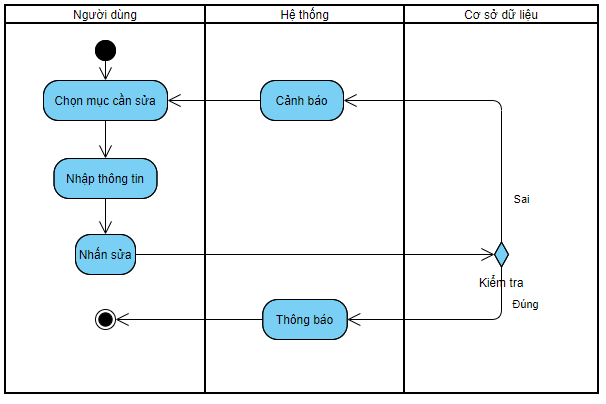 Người dùng
Hệ thống
Cơ sở dữ liệu
Chọn mục cần sửa
Cảnh báo
Nhập thông tin
Sai
Nhấn sửa
Kiểm tra
Đúng
Thông báo